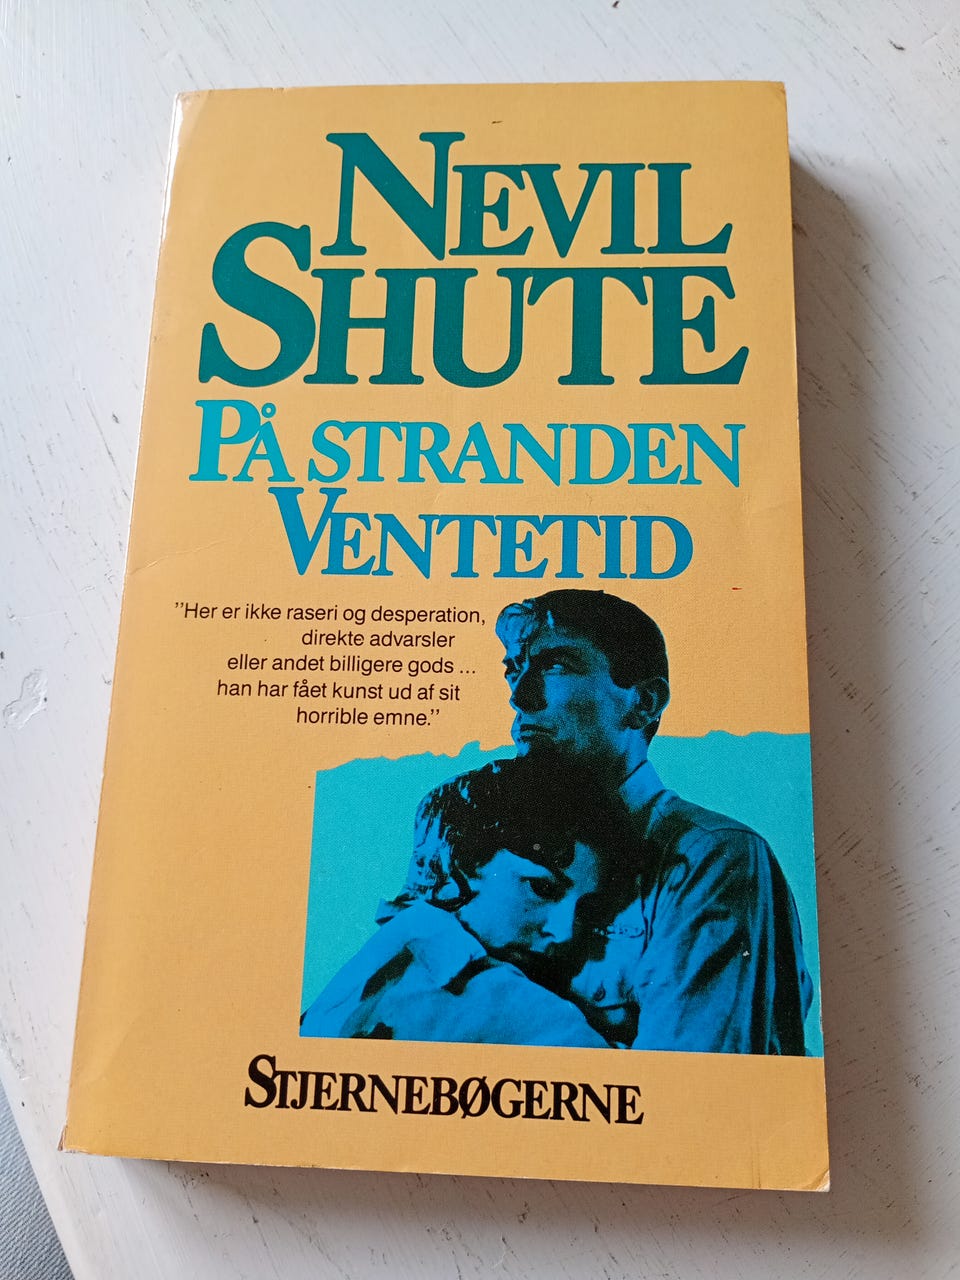 NEVIL
SHUTE
PÅ STRANDEN
VENTETID
”Her er ikke raseri og desperation,
direkte advarsler
eller andet billigere gods ...
han har fået kunst ud af sit
horrible emne.”
STJERNEBØGERNE